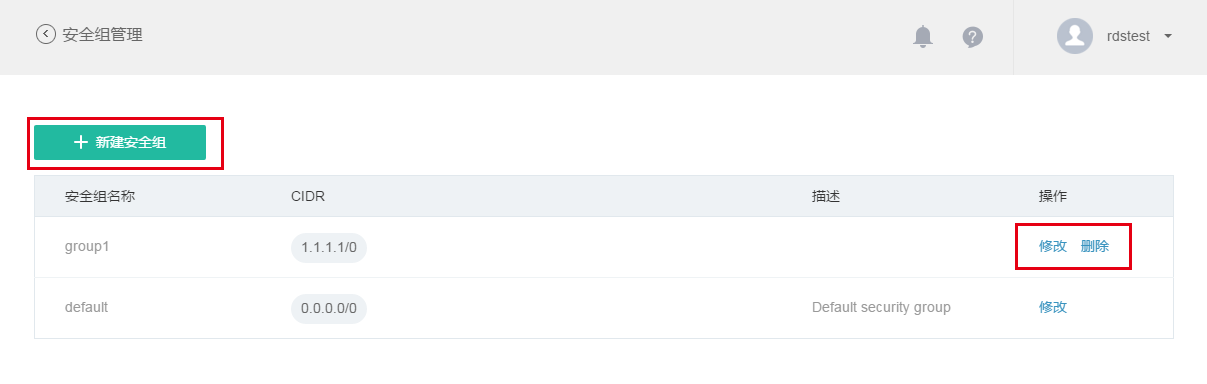 安全组管理
rdstest
新建安全组
安全组名称 CIDR 描述 操作
group1 1.1.1.1/0 修改 删除
default 0.0.0.0/0 Default security group 修改